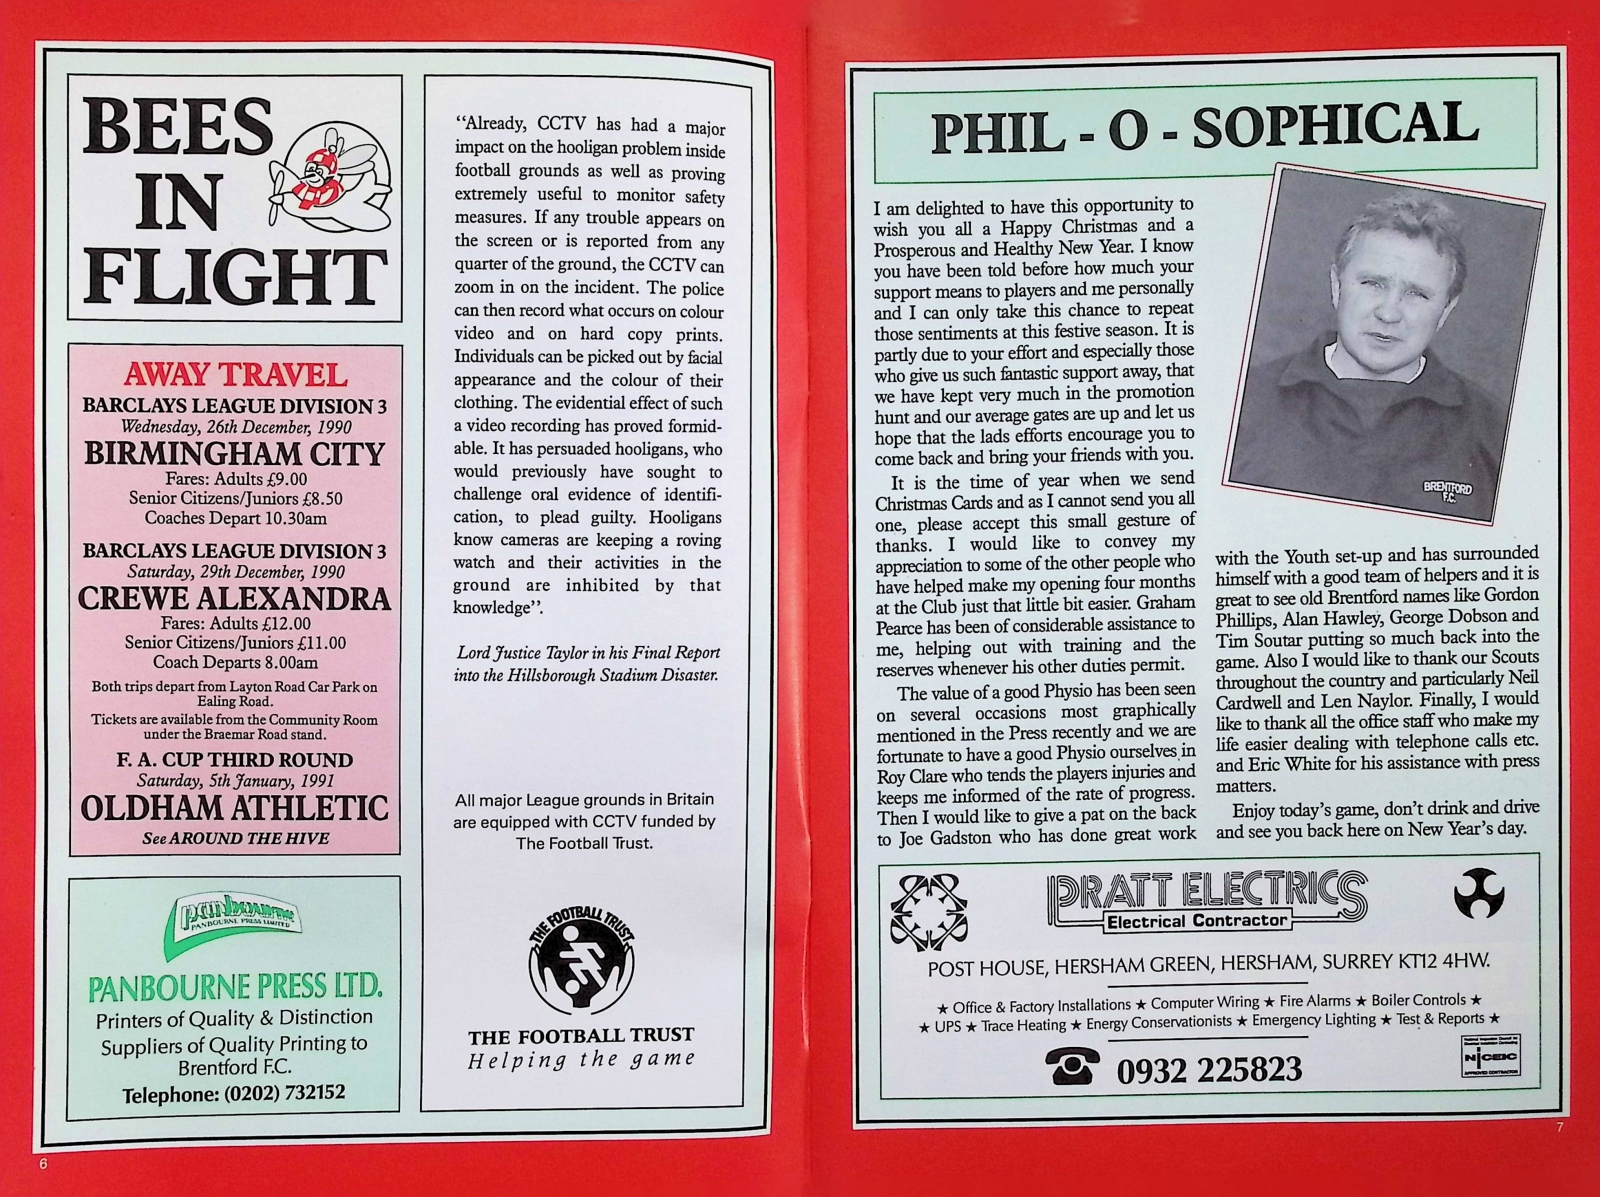 BEES
IN
FLIGHT
AWAY TRAVEL
BARCLAYS LEAGUE DIVISION 3
Wednesday, 26th December, 1990
BIRMINGHAM CITY
Fares: Adults £9.00
Senior Citizens/Juniors £8.50
Coaches Depart 10.30am
BARCLAYS LEAGUE DIVISION 3
Saturday, 29th December, 1990
CREWE ALEXANDRA
Fares: Adults £12.00
Senior Citizens/Juniors £11.00
Coach Departs 8.00am
Both trips depart from Layton Road Car Park on
Ealing Road.
Tickets are available from the Community Room
under the Braemar Road stand.
F. A. CUP THIRD ROUND
Saturday, 5th January, 1991
OLDHAM ATHLETIC
See AROUND THE HIVE
panbourne
PANBOURNE PRESS LIMITED
PANBOURNE PRESS LTD.
Printers of Quality & Distinction
Suppliers of Quality Printing to
Brentford F.C.
Telephone: (0202) 732152
6
“Already, CCTV has had a major
impact on the hooligan problem inside
football grounds as well as proving
extremely useful to monitor safety
measures. If any trouble appears on
the screen or is reported from any
quarter of the ground, the CCTV can
zoom in on the incident. The police
can then record what occurs on colour
video and on hard copy prints.
Individuals can be picked out by facial
appearance and the colour of their
clothing. The evidential effect of such
a video recording has proved formid-
able. It has persuaded hooligans, who
would previously have sought to
challenge oral evidence of identifi-
cation, to plead guilty. Hooligans
know cameras are keeping a roving
watch and their activities in the
ground are inhibited by that
knowledge”.
Lord Justice Taylor in his Final Report
into the Hillsborough Stadium Disaster.
All major League grounds in Britain
are equipped with CCTV funded by
The Football Trust.
THE FOOTBALL TRUST
THE FOOTBALL TRUST
Helping the game
PHIL - O - SOPHICAL
I am delighted to have this opportunity to
wish you all a Happy Christmas and a
Prosperous and Healthy New Year. I know
you have been told before how much your
support means to players and me personally
and I can only take this chance to repeat
those sentiments at this festive season. It is
partly due to your effort and especially those
who give us such fantastic support away, that
we have kept very much in the promotion
hunt and our average gates are up and let us
hope that the lads efforts encourage you to
come back and bring your friends with you.
It is the time of year when we send
Christmas Cards and as I cannot send you all
one, please accept this small gesture of
thanks. I would like to convey my
appreciation to some of the other people who
have helped make my opening four months
at the Club just that little bit easier. Graham
Pearce has been of considerable assistance to
me, helping out with training and the
reserves whenever his other duties permit.
The value of a good Physio has been seen
on several occasions most graphically
mentioned in the Press recently and we are
fortunate to have a good Physio ourselves in
Roy Clare who tends the players injuries and
keeps me informed of the rate of progress.
Then I would like to give a pat on the back
to Joe Gadston who has done great work
BRENTFORD
F.C.
with the Youth set-up and has surrounded
himself with a good team of helpers and it is
great to see old Brentford names like Gordon
Phillips, Alan Hawley, George Dobson and
Tim Soutar putting so much back into the
game. Also I would like to thank our Scouts
throughout the country and particularly Neil
Cardwell and Len Naylor. Finally, I would
like to thank all the office staff who make my
life easier dealing with telephone calls etc.
and Eric White for his assistance with press
matters.
Enjoy today's game, don't drink and drive
and see you back here on New Year's day.
PRATT ELECTRICS
Electrical Contractor
POST HOUSE, HERSHAM GREEN, HERSHAM, SURREY KT12 4HW.
★ Office & Factory Installations ★ Computer Wiring ★ Fire Alarms ★ Boiler Controls ★
★ UPS ★ Trace Heating ★ Energy Conservationists ★ Emergency Lighting ★ Test & Reports ★
0932 225823
NICEIC
APPROVED CONTRACTOR
7